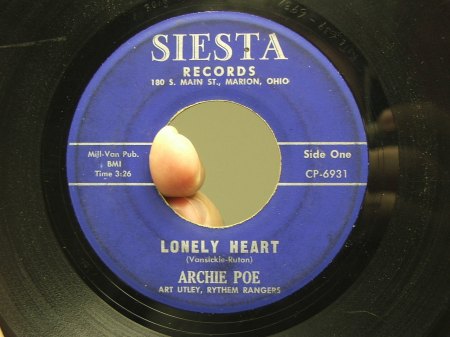 SIESTA
RECORDS
180 S. MAIN ST., MARION, OHIO
Mill-Van Pub.
BMI
Time 3:26
Side One
CP-6931
LONELY HEART
(Vansickle-Ruton)
ARCHIE POE
ART UTLEY, RYTHEM RANGERS